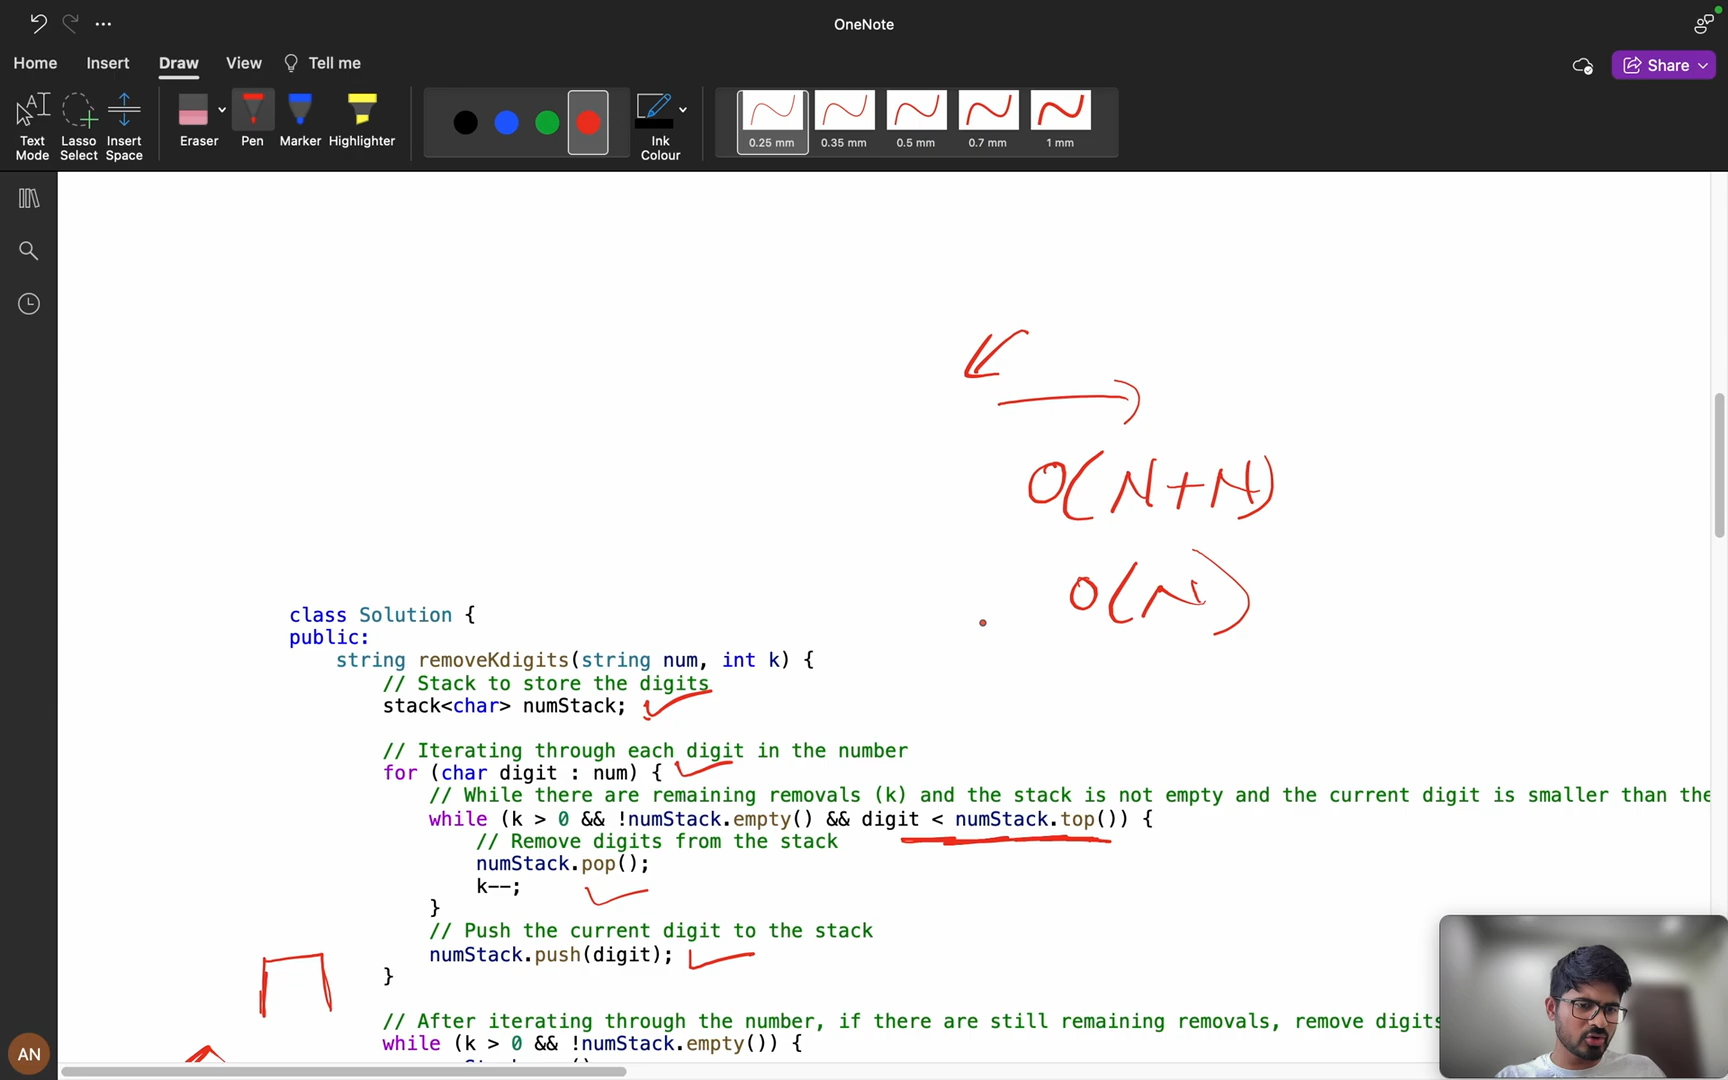 OneNote
Home Insert Draw View Tell me
Share
Text Mode
Lasso Select
Insert Space
Eraser
Pen
Marker
Highlighter
Ink Colour
0.25 mm
0.35 mm
0.5 mm
0.7 mm
1 mm
O(N+N)
O(N)
class Solution {
public:
string removeKdigits(string num, int k) {
// Stack to store the digits
stack<char> numStack;
// Iterating through each digit in the number
for (char digit : num) {
// While there are remaining removals (k) and the stack is not empty and the current digit is smaller than the
while (k > 0 && !numStack.empty() && digit < numStack.top()) {
// Remove digits from the stack
numStack.pop();
k--;
}
// Push the current digit to the stack
numStack.push(digit);
}
// After iterating through the number, if there are still remaining removals, remove digits
while (k > 0 && !numStack.empty()) {
AN